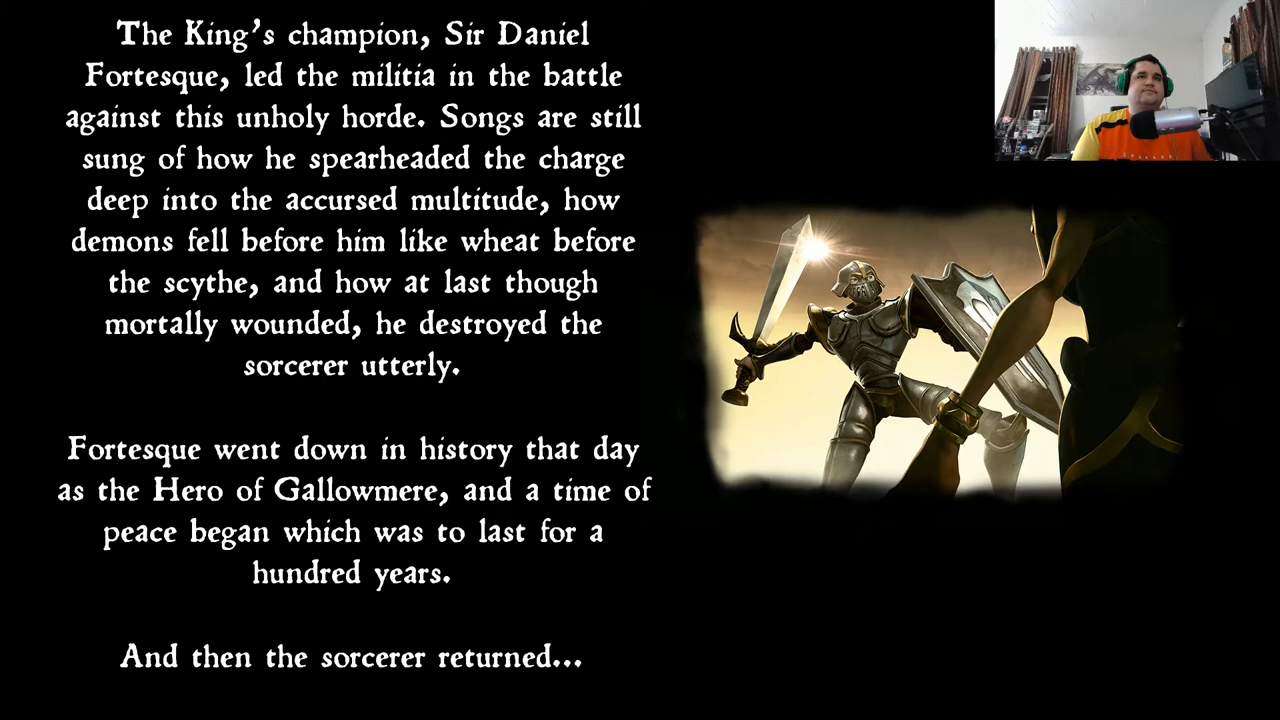 The King's champion, Sir Daniel
Fortesque, led the militia in the battle
against this unholy horde. Songs are still
sung of how he spearheaded the charge
deep into the accursed multitude, how
demons fell before him like wheat before
the scythe, and how at last though
mortally wounded, he destroyed the
sorcerer utterly.
Fortesque went down in history that day
as the Hero of Gallowmere, and a time of
peace began which was to last for a
hundred years.
And then the sorcerer returned...